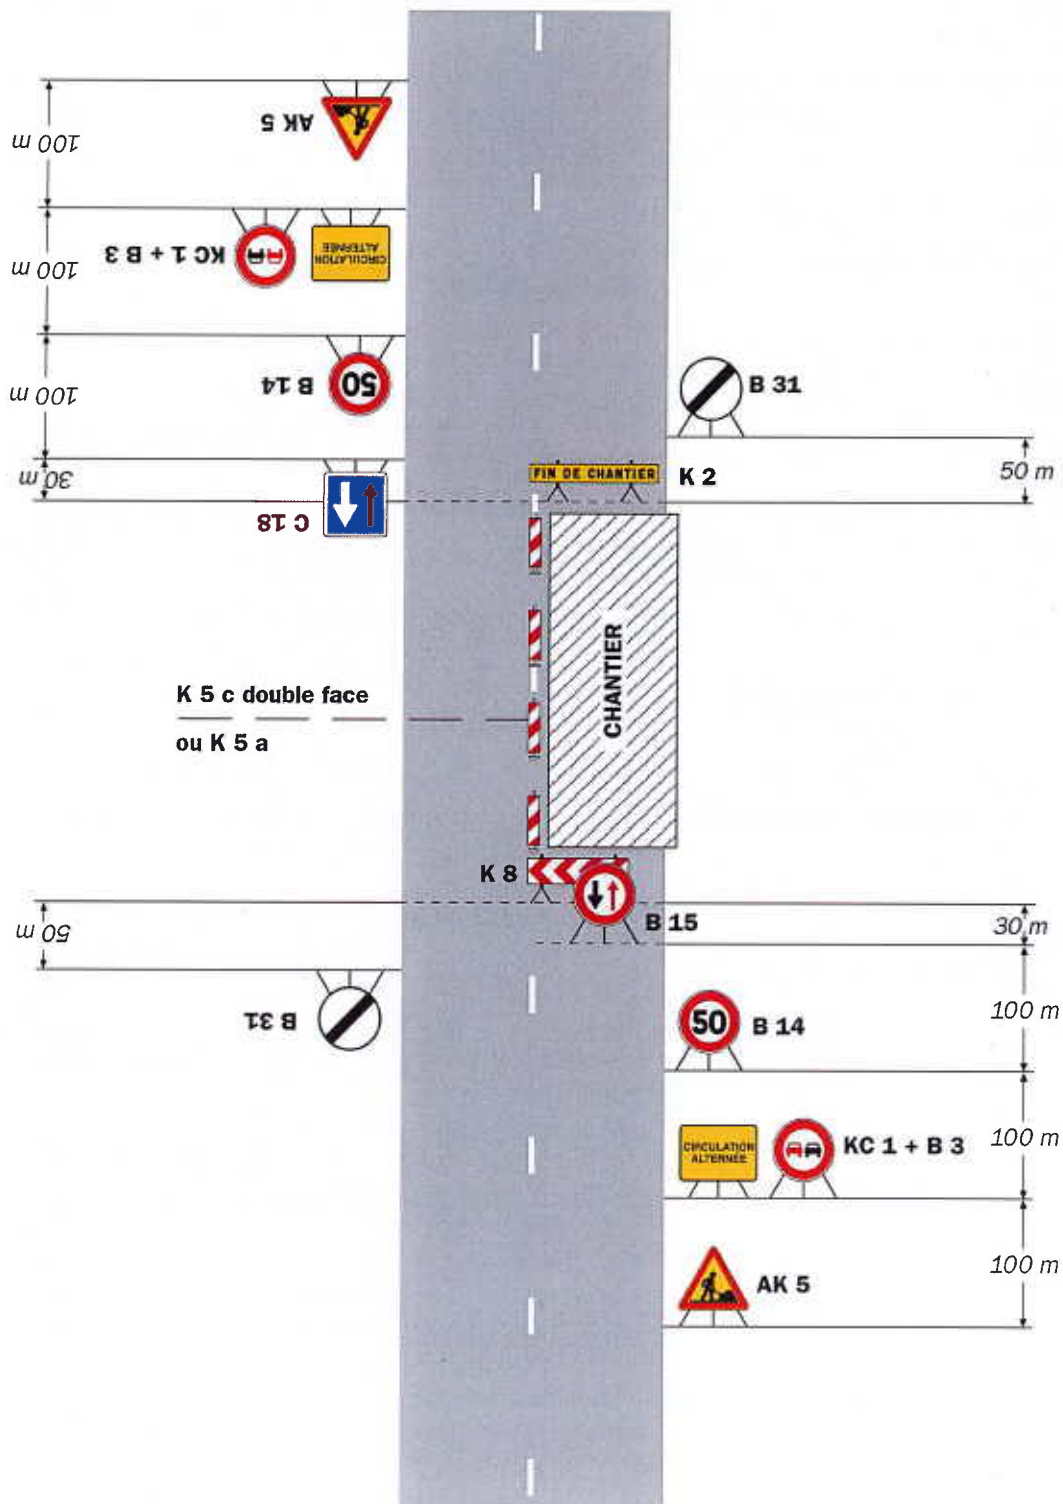 AK 5
100 m
KC 1 + B 3
CIRCULATION
ALTERNÉE
100 m
B 14
50
100 m
B 31
30 m
FIN DE CHANTIER
K 2
50 m
C 18
CHANTIER
K 5 c double face
ou K 5 a
K 8
B 15
50 m
30 m
B 31
50
B 14
100 m
CIRCULATION
ALTERNÉE
KC 1 + B 3
100 m
AK 5
100 m